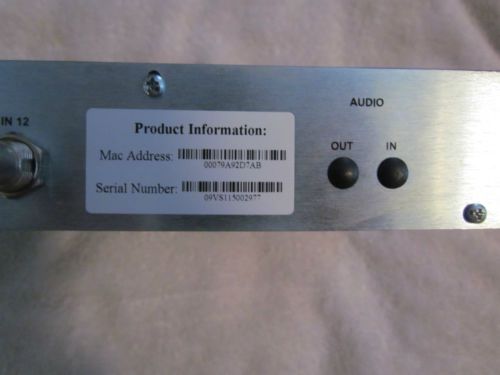 IN 12
Product Information:
Mac Address:
00079A92D7AB
Serial Number:
09VS115002977
AUDIO
OUT IN